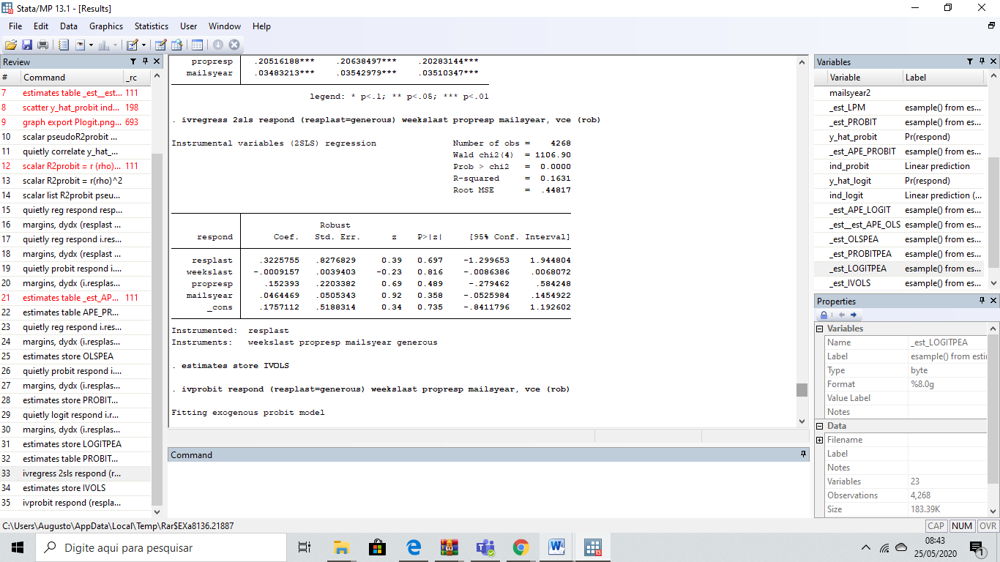 Stata/MP 13.1 - [Results]
File Edit Data Graphics Statistics User Window Help
Review
# Command _rc
7 estimates table _est__est... 111
8 scatter y_hat_probit ind... 198
9 graph export Plogit.png... 693
10 scalar pseudoR2probit ...
11 quietly correlate y_hat_...
12 scalar R2probit = r (rho)... 111
13 scalar R2probit = r(rho)^2
14 scalar list R2probit pseu...
15 quietly reg respond resp...
16 margins, dydx (resplast ...
17 quietly reg respond i.res...
18 margins, dydx (resplast ...
19 quietly probit respond i....
20 margins, dydx (i.resplas...
21 estimates table _est_AP... 111
22 estimates table APE_PR...
23 quietly reg respond i.res...
24 margins, dydx (i.resplas...
25 estimates store OLSPEA
26 quietly probit respond i....
27 margins, dydx (i.resplas...
28 estimates store PROBIT...
29 quietly logit respond i.r...
30 margins, dydx (i.resplas...
31 estimates store LOGITPEA
32 estimates table PROBIT...
33 ivregress 2sls respond (r...
34 estimates store IVOLS
35 ivprobit respond (respla...
propresp .20516188*** .20638497*** .20283144***
mailsyear .03483213*** .03542979*** .03510347***
legend: * p<.1; ** p<.05; *** p<.01
. ivregress 2sls respond (resplast=generous) weekslast propresp mailsyear, vce (rob)
Instrumental variables (2SLS) regression Number of obs = 4268
Wald chi2(4) = 1106.90
Prob > chi2 = 0.0000
R-squared = 0.1631
Root MSE = .44817
Robust
respond Coef. Std. Err. z P>|z| [95% Conf. Interval]
resplast .3225755 .8276829 0.39 0.697 -1.299653 1.944804
weekslast -.0009157 .0039403 -0.23 0.816 -.0086386 .0068072
propresp .152393 .2203382 0.69 0.489 -.279462 .584248
mailsyear .0464469 .0505343 0.92 0.358 -.0525984 .1454922
_cons .1757112 .5188314 0.34 0.735 -.8411796 1.192602
Instrumented: resplast
Instruments: weekslast propresp mailsyear generous
. estimates store IVOLS
. ivprobit respond (resplast=generous) weekslast propresp mailsyear, vce (rob)
Fitting exogenous probit model
Command
Variables
Variable Label
mailsyear2
_est_LPM esample() from es...
_est_PROBIT esample() from es...
y_hat_probit Pr(respond)
_est_APE_PROBIT esample() from es...
ind_probit Linear prediction
y_hat_logit Pr(respond)
ind_logit Linear prediction (...
_est_APE_LOGIT esample() from es...
_est__est_APE_OLS esample() from es...
_est_OLSPEA esample() from es...
_est_PROBITPEA esample() from es...
_est_LOGITPEA esample() from es...
_est_IVOLS esample() from es...
Properties
Variables
Name _est_LOGITPEA
Label esample() from esti
Type byte
Format %8.0g
Value Label
Notes
Data
Filename
Label
Notes
Variables 23
Observations 4,268
Size 183.39K
C:\Users\Augusto\AppData\Local\Temp\Rar$EXa8136.21887
CAP NUM OVR
Digite aqui para pesquisar
08:43
25/05/2020